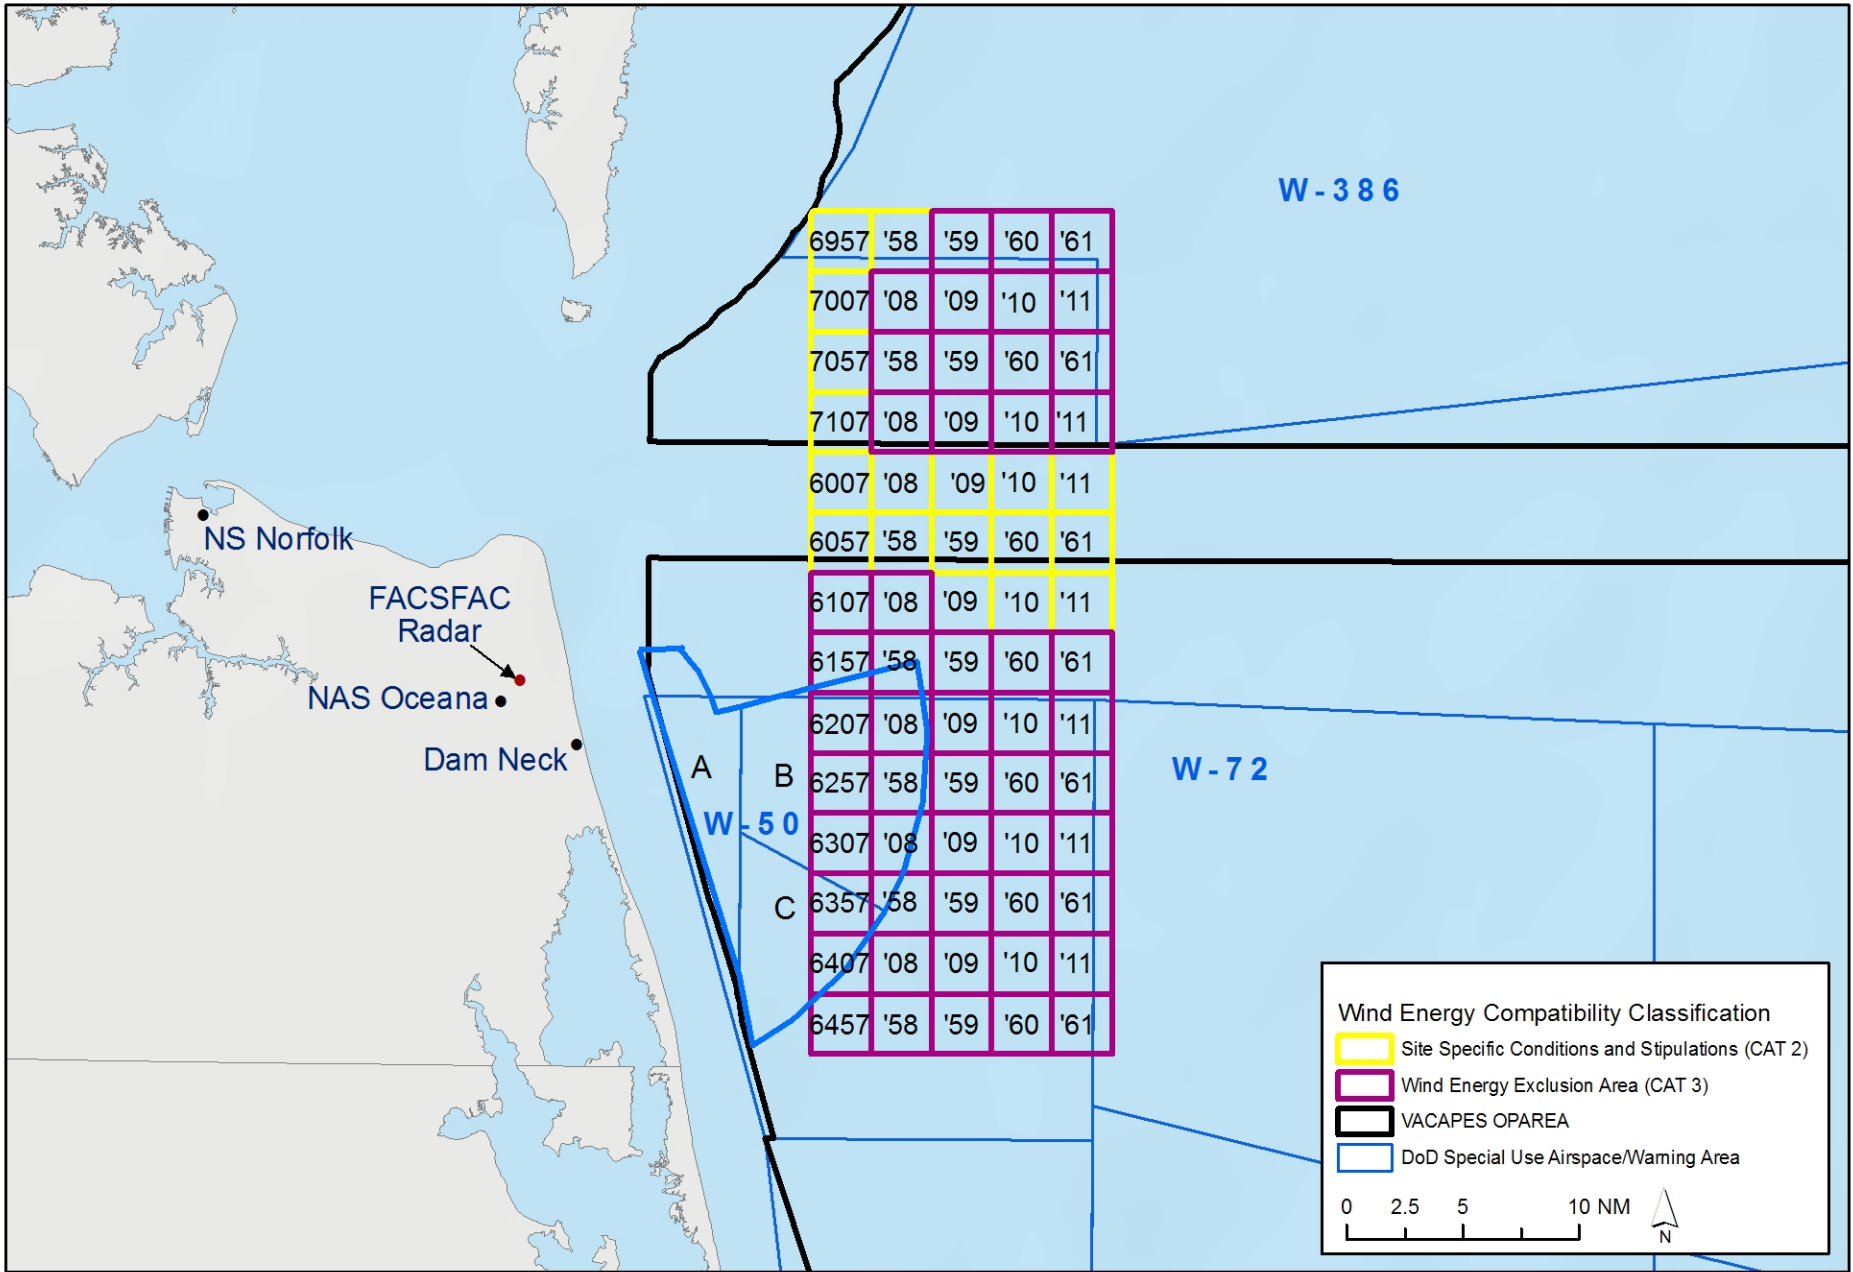 W-386
6957 '58 '59 '60 '61
7007 '08 '09 '10 '11
7057 '58 '59 '60 '61
7107 '08 '09 '10 '11
6007 '08 '09 '10 '11
6057 '58 '59 '60 '61
6107 '08 '09 '10 '11
6157 '58 '59 '60 '61
6207 '08 '09 '10 '11
6257 '58 '59 '60 '61
6307 '08 '09 '10 '11
6357 '58 '59 '60 '61
6407 '08 '09 '10 '11
6457 '58 '59 '60 '61
NS Norfolk
FACSFAC
Radar
NAS Oceana
Dam Neck
A
B
W-50
C
W-72
Wind Energy Compatibility Classification
Site Specific Conditions and Stipulations (CAT 2)
Wind Energy Exclusion Area (CAT 3)
VACAPES OPAREA
DoD Special Use Airspace/Warning Area
0 2.5 5 10 NM
N